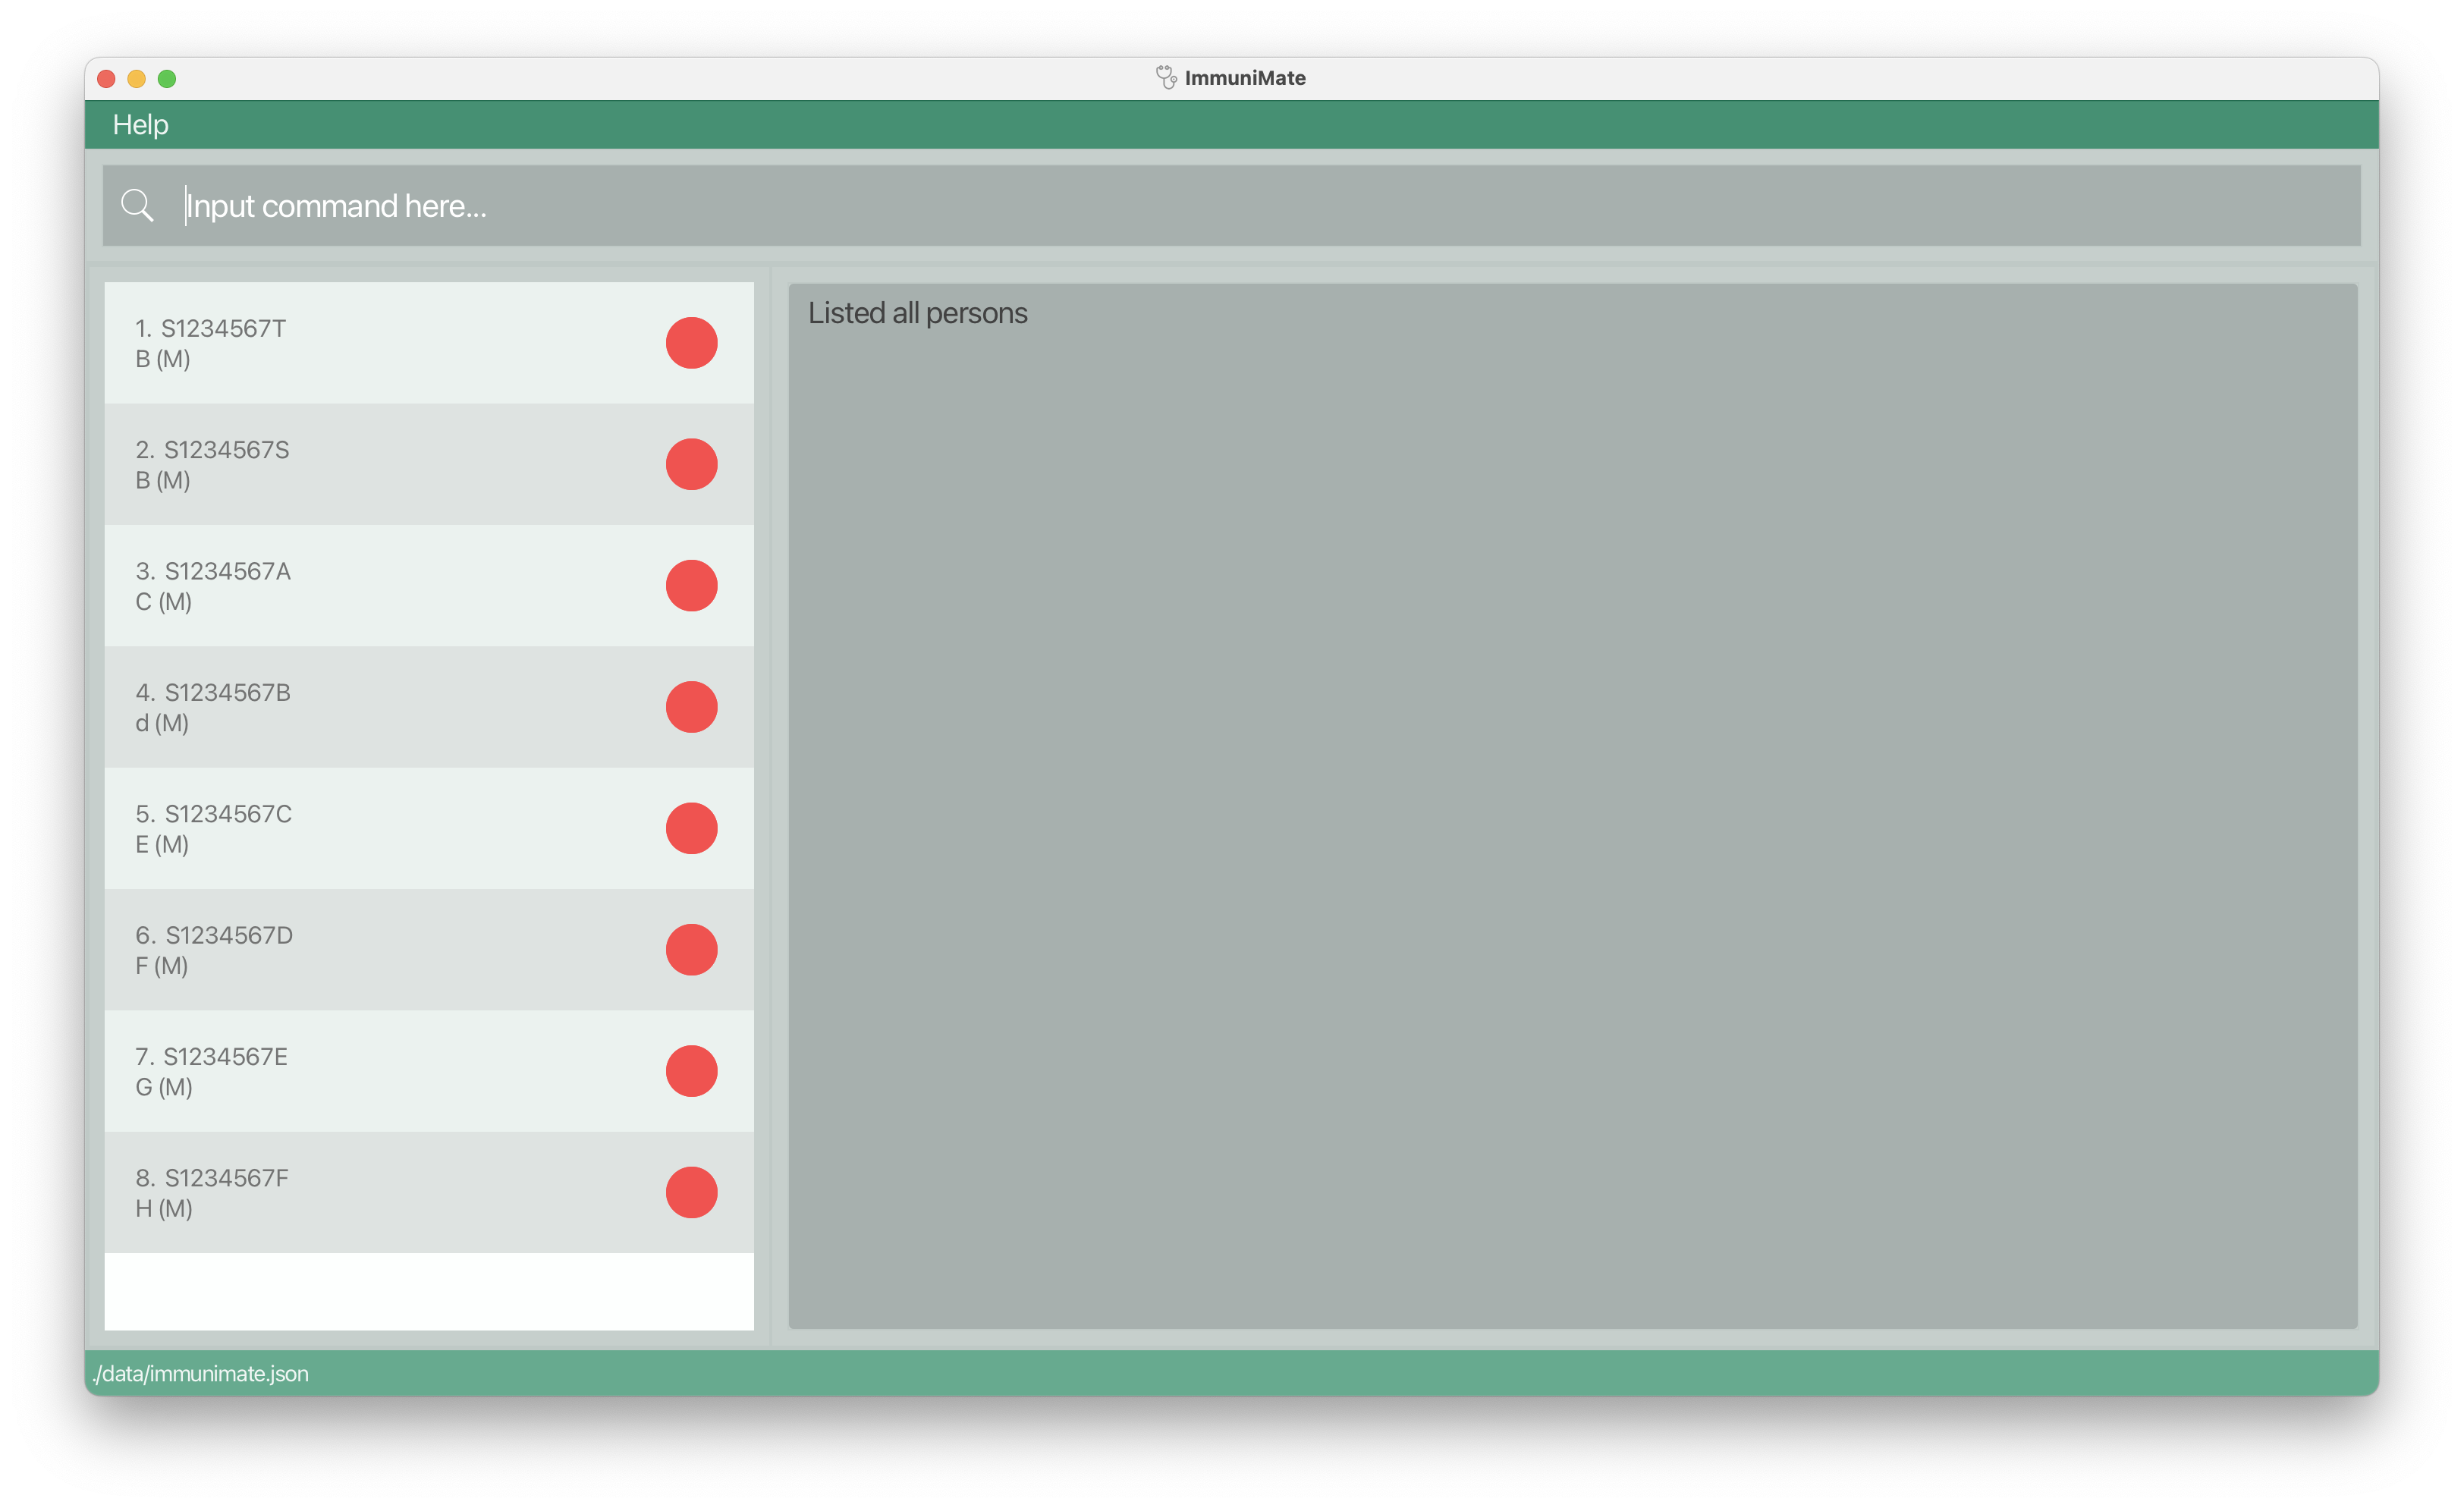 ImmuniMate
Help
Input command here...
1. S1234567T
B (M)
2. S1234567S
B (M)
3. S1234567A
C (M)
4. S1234567B
d (M)
5. S1234567C
E (M)
6. S1234567D
F (M)
7. S1234567E
G (M)
8. S1234567F
H (M)
Listed all persons
./data/immunimate.json